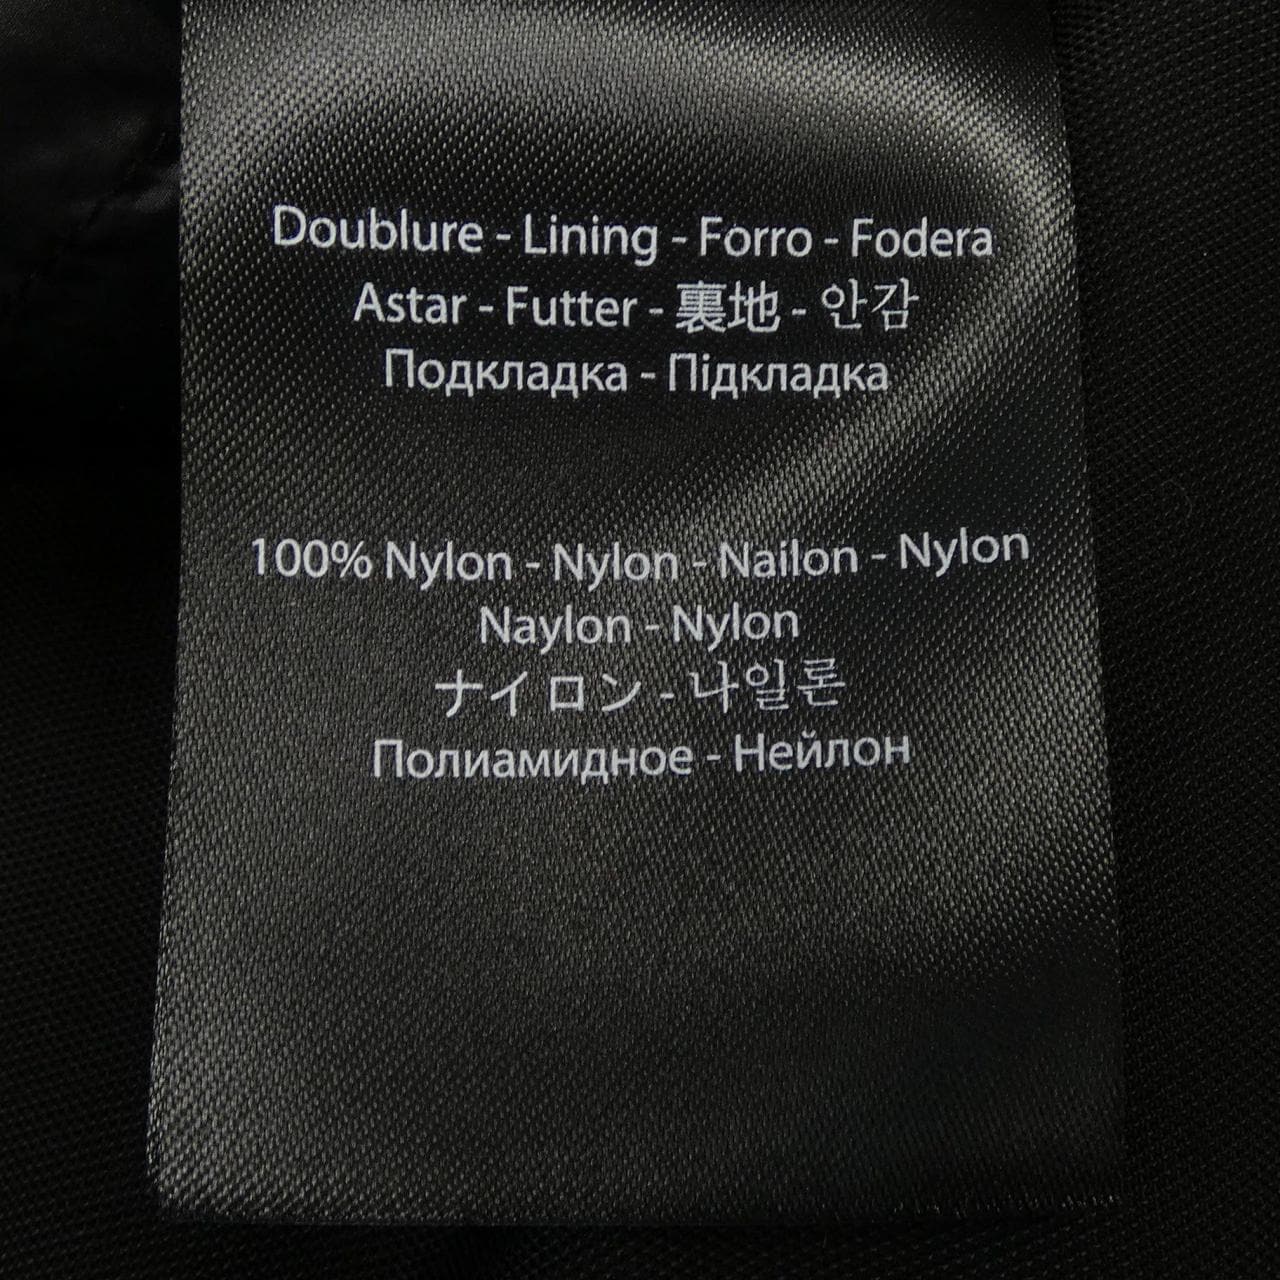 Doublure - Lining - Forro - Fodera
Astar - Futter - 裏地 - 안감
Подкладка - Підкладка
100% Nylon - Nylon - Nailon - Nylon
Naylon - Nylon
ナイロン - 나일론
Полиамидное - Нейлон